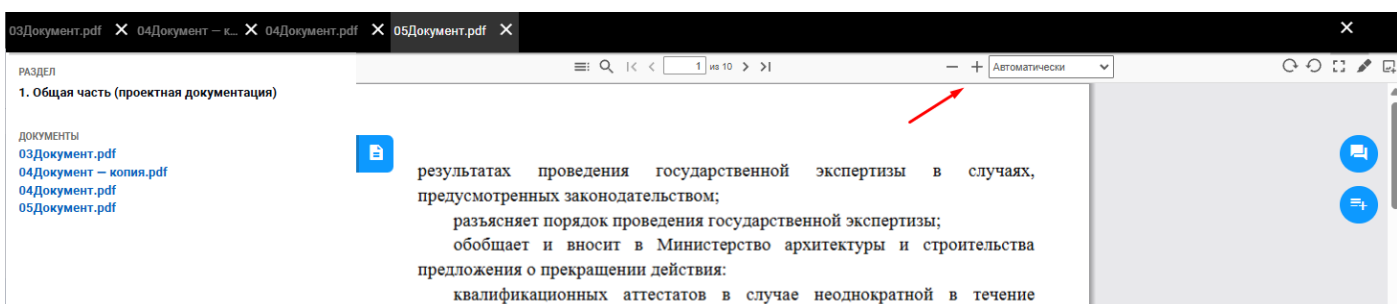 03Документ.pdf 04Документ – к... 04Документ.pdf 05Документ.pdf
РАЗДЕЛ
1. Общая часть (проектная документация)
ДОКУМЕНТЫ
03Документ.pdf
04Документ – копия.pdf
04Документ.pdf
05Документ.pdf
1 из 10
Автоматически
результатах проведения государственной экспертизы в случаях,
предусмотренных законодательством;
разъясняет порядок проведения государственной экспертизы;
обобщает и вносит в Министерство архитектуры и строительства
предложения о прекращении действия:
квалификационных аттестатов в случае неоднократной в течение